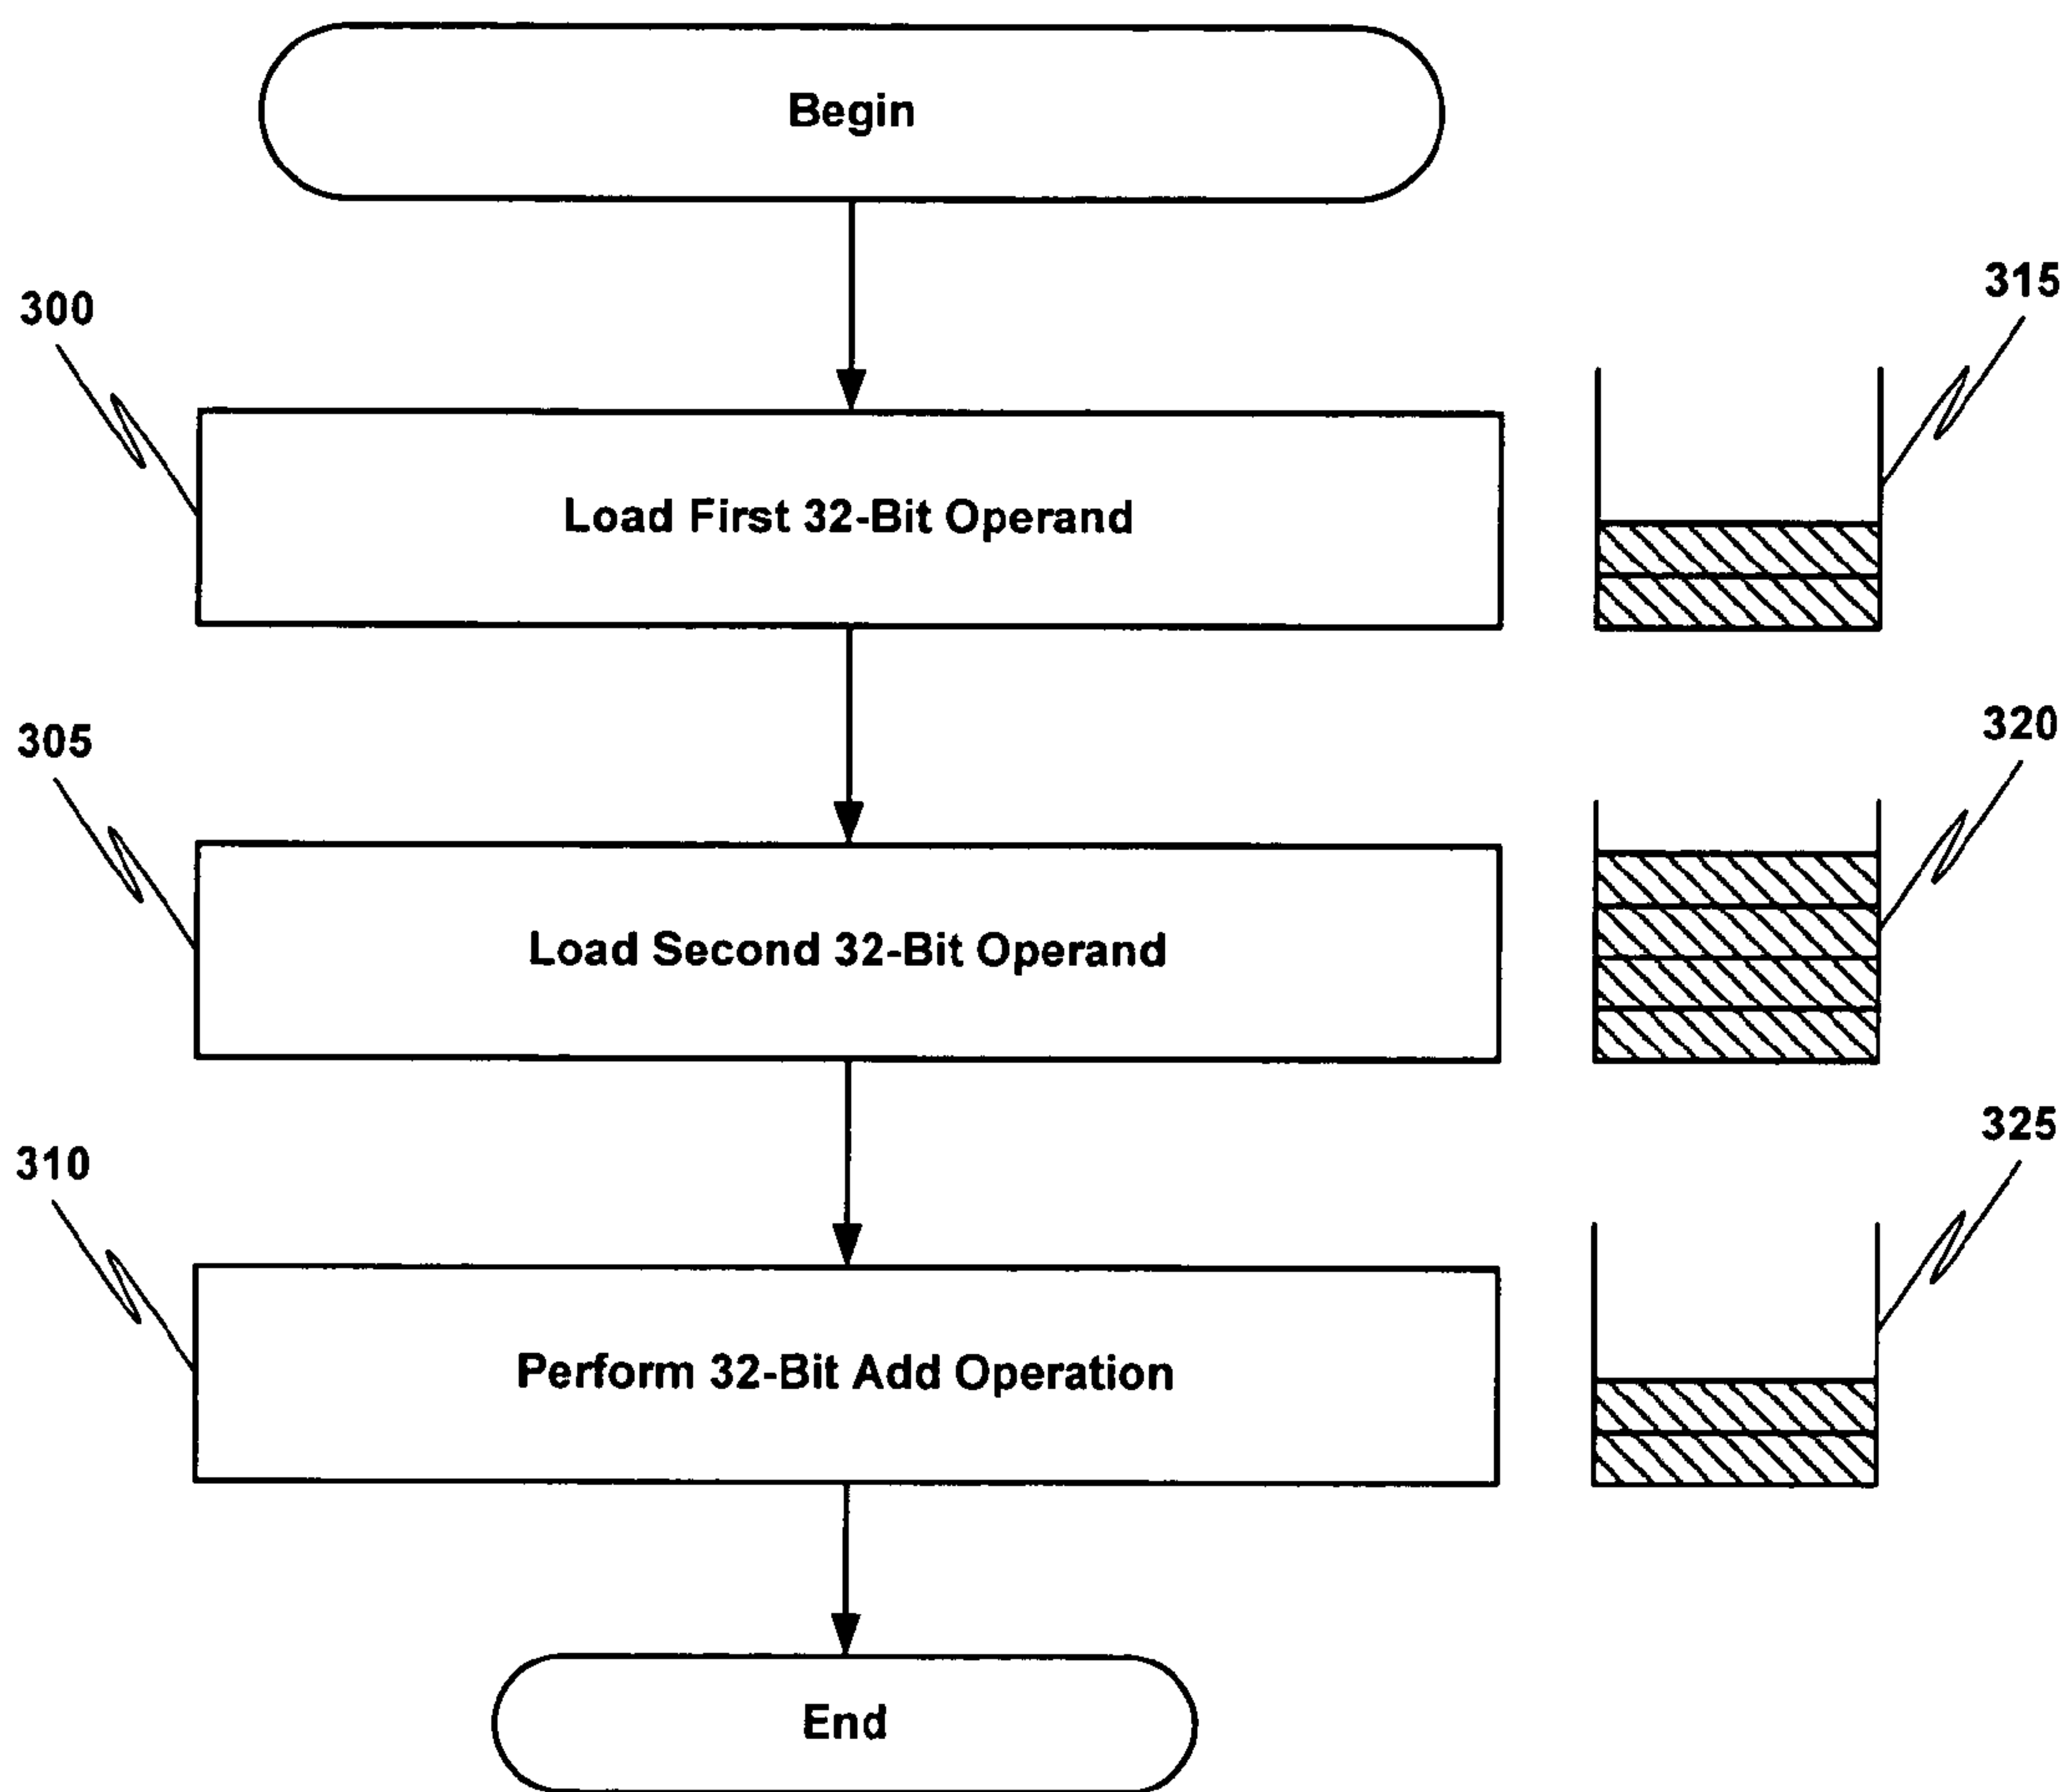 Begin
300
315
Load First 32-Bit Operand
305
320
Load Second 32-Bit Operand
310
325
Perform 32-Bit Add Operation
End